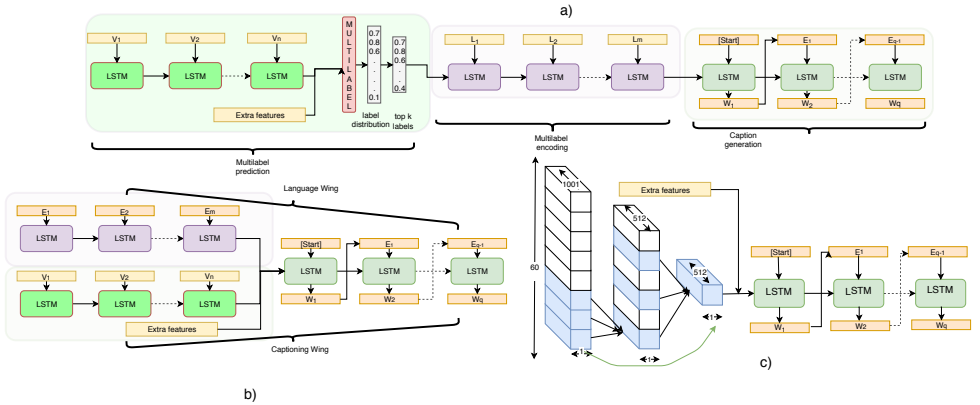 a)
V1 V2 Vn
LSTM LSTM LSTM
Extra features
MULTILABEL
0.7 0.8 0.6 . . 0.1
0.7 0.8 0.6 . . 0.4
label distribution
top k labels
Multilabel prediction
L1 L2 Lm
LSTM LSTM LSTM
Multilabel encoding
[Start] E1 Eq-1
LSTM LSTM LSTM
W1 W2 Wq
Caption generation
Language Wing
E1 E2 Em
LSTM LSTM LSTM
V1 V2 Vn
LSTM LSTM LSTM
Extra features
[Start] E1 Eq-1
LSTM LSTM LSTM
W1 W2 Wq
Captioning Wing
b)
60
1001
1
512
1
512
1
Extra features
[Start] E1 Eq-1
LSTM LSTM LSTM
W1 W2 Wq
c)